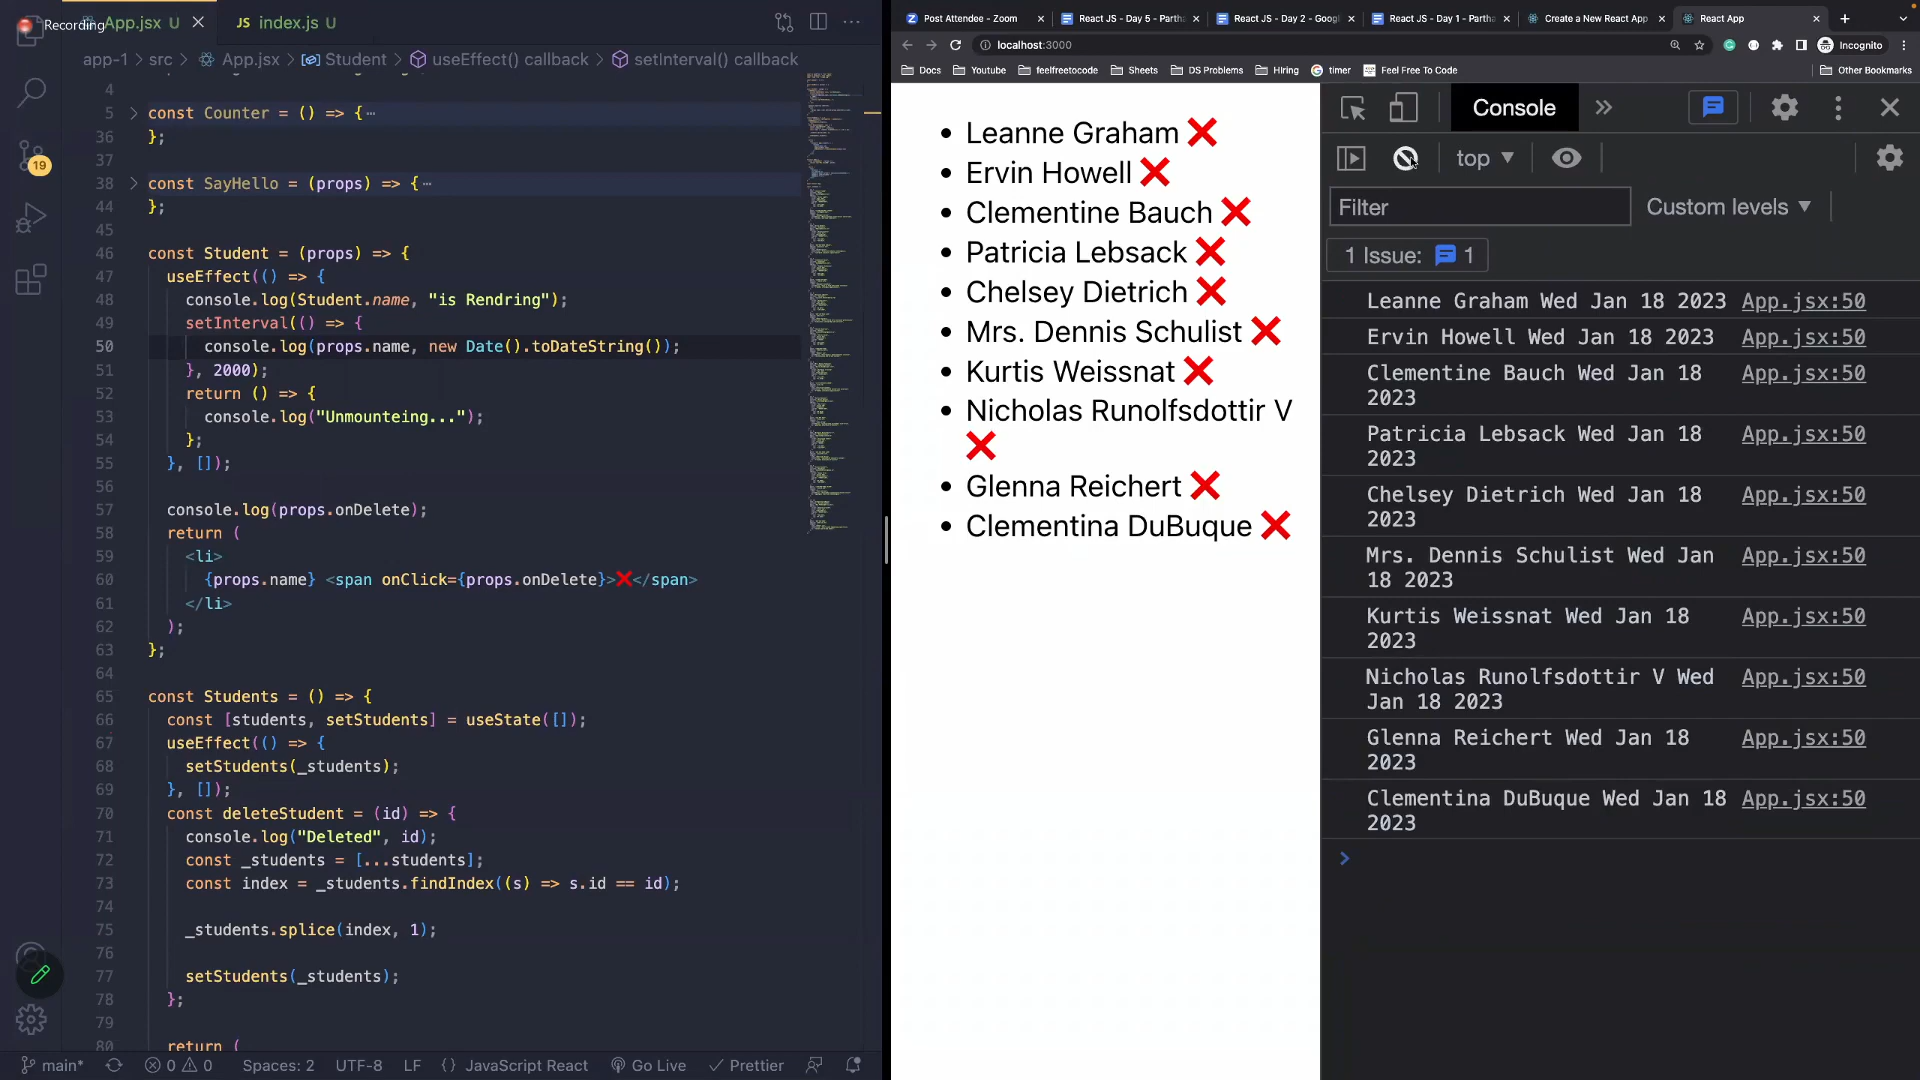 Recording
App.jsx U
JS index.js U
app-1 > src > App.jsx > Student > useEffect() callback > setInterval() callback
4
5 const Counter = () => {
36 };
37
38 const SayHello = (props) => {
44 };
45
46 const Student = (props) => {
47 useEffect(() => {
48 console.log(Student.name, "is Rendring");
49 setInterval(() => {
50 console.log(props.name, new Date().toDateString());
51 }, 2000);
52 return () => {
53 console.log("Unmounteing...");
54 };
55 }, []);
56
57 console.log(props.onDelete);
58 return (
59 <li>
60 {props.name} <span onClick={props.onDelete}>❌</span>
61 </li>
62 );
63 };
64
65 const Students = () => {
66 const [students, setStudents] = useState([]);
67 useEffect(() => {
68 setStudents(_students);
69 }, []);
70 const deleteStudent = (id) => {
71 console.log("Deleted", id);
72 const _students = [...students];
73 const index = _students.findIndex((s) => s.id == id);
74
75 _students.splice(index, 1);
76
77 setStudents(_students);
78 };
79
80 return (
19
main* 0 0 Spaces: 2 UTF-8 LF {} JavaScript React Go Live Prettier
Post Attendee - Zoom
React JS - Day 5 - Partha
React JS - Day 2 - Googl
React JS - Day 1 - Partha
Create a New React App
React App
localhost:3000
Incognito
Docs Youtube feelfreetocode Sheets DS Problems Hiring timer Feel Free To Code Other Bookmarks
Leanne Graham ❌
Ervin Howell ❌
Clementine Bauch ❌
Patricia Lebsack ❌
Chelsey Dietrich ❌
Mrs. Dennis Schulist ❌
Kurtis Weissnat ❌
Nicholas Runolfsdottir V
❌
Glenna Reichert ❌
Clementina DuBuque ❌
Console
top
Filter
Custom levels
1 Issue: 1
Leanne Graham Wed Jan 18 2023 App.jsx:50
Ervin Howell Wed Jan 18 2023 App.jsx:50
Clementine Bauch Wed Jan 18 App.jsx:50
2023
Patricia Lebsack Wed Jan 18 App.jsx:50
2023
Chelsey Dietrich Wed Jan 18 App.jsx:50
2023
Mrs. Dennis Schulist Wed Jan App.jsx:50
18 2023
Kurtis Weissnat Wed Jan 18 App.jsx:50
2023
Nicholas Runolfsdottir V Wed App.jsx:50
Jan 18 2023
Glenna Reichert Wed Jan 18 App.jsx:50
2023
Clementina DuBuque Wed Jan 18 App.jsx:50
2023